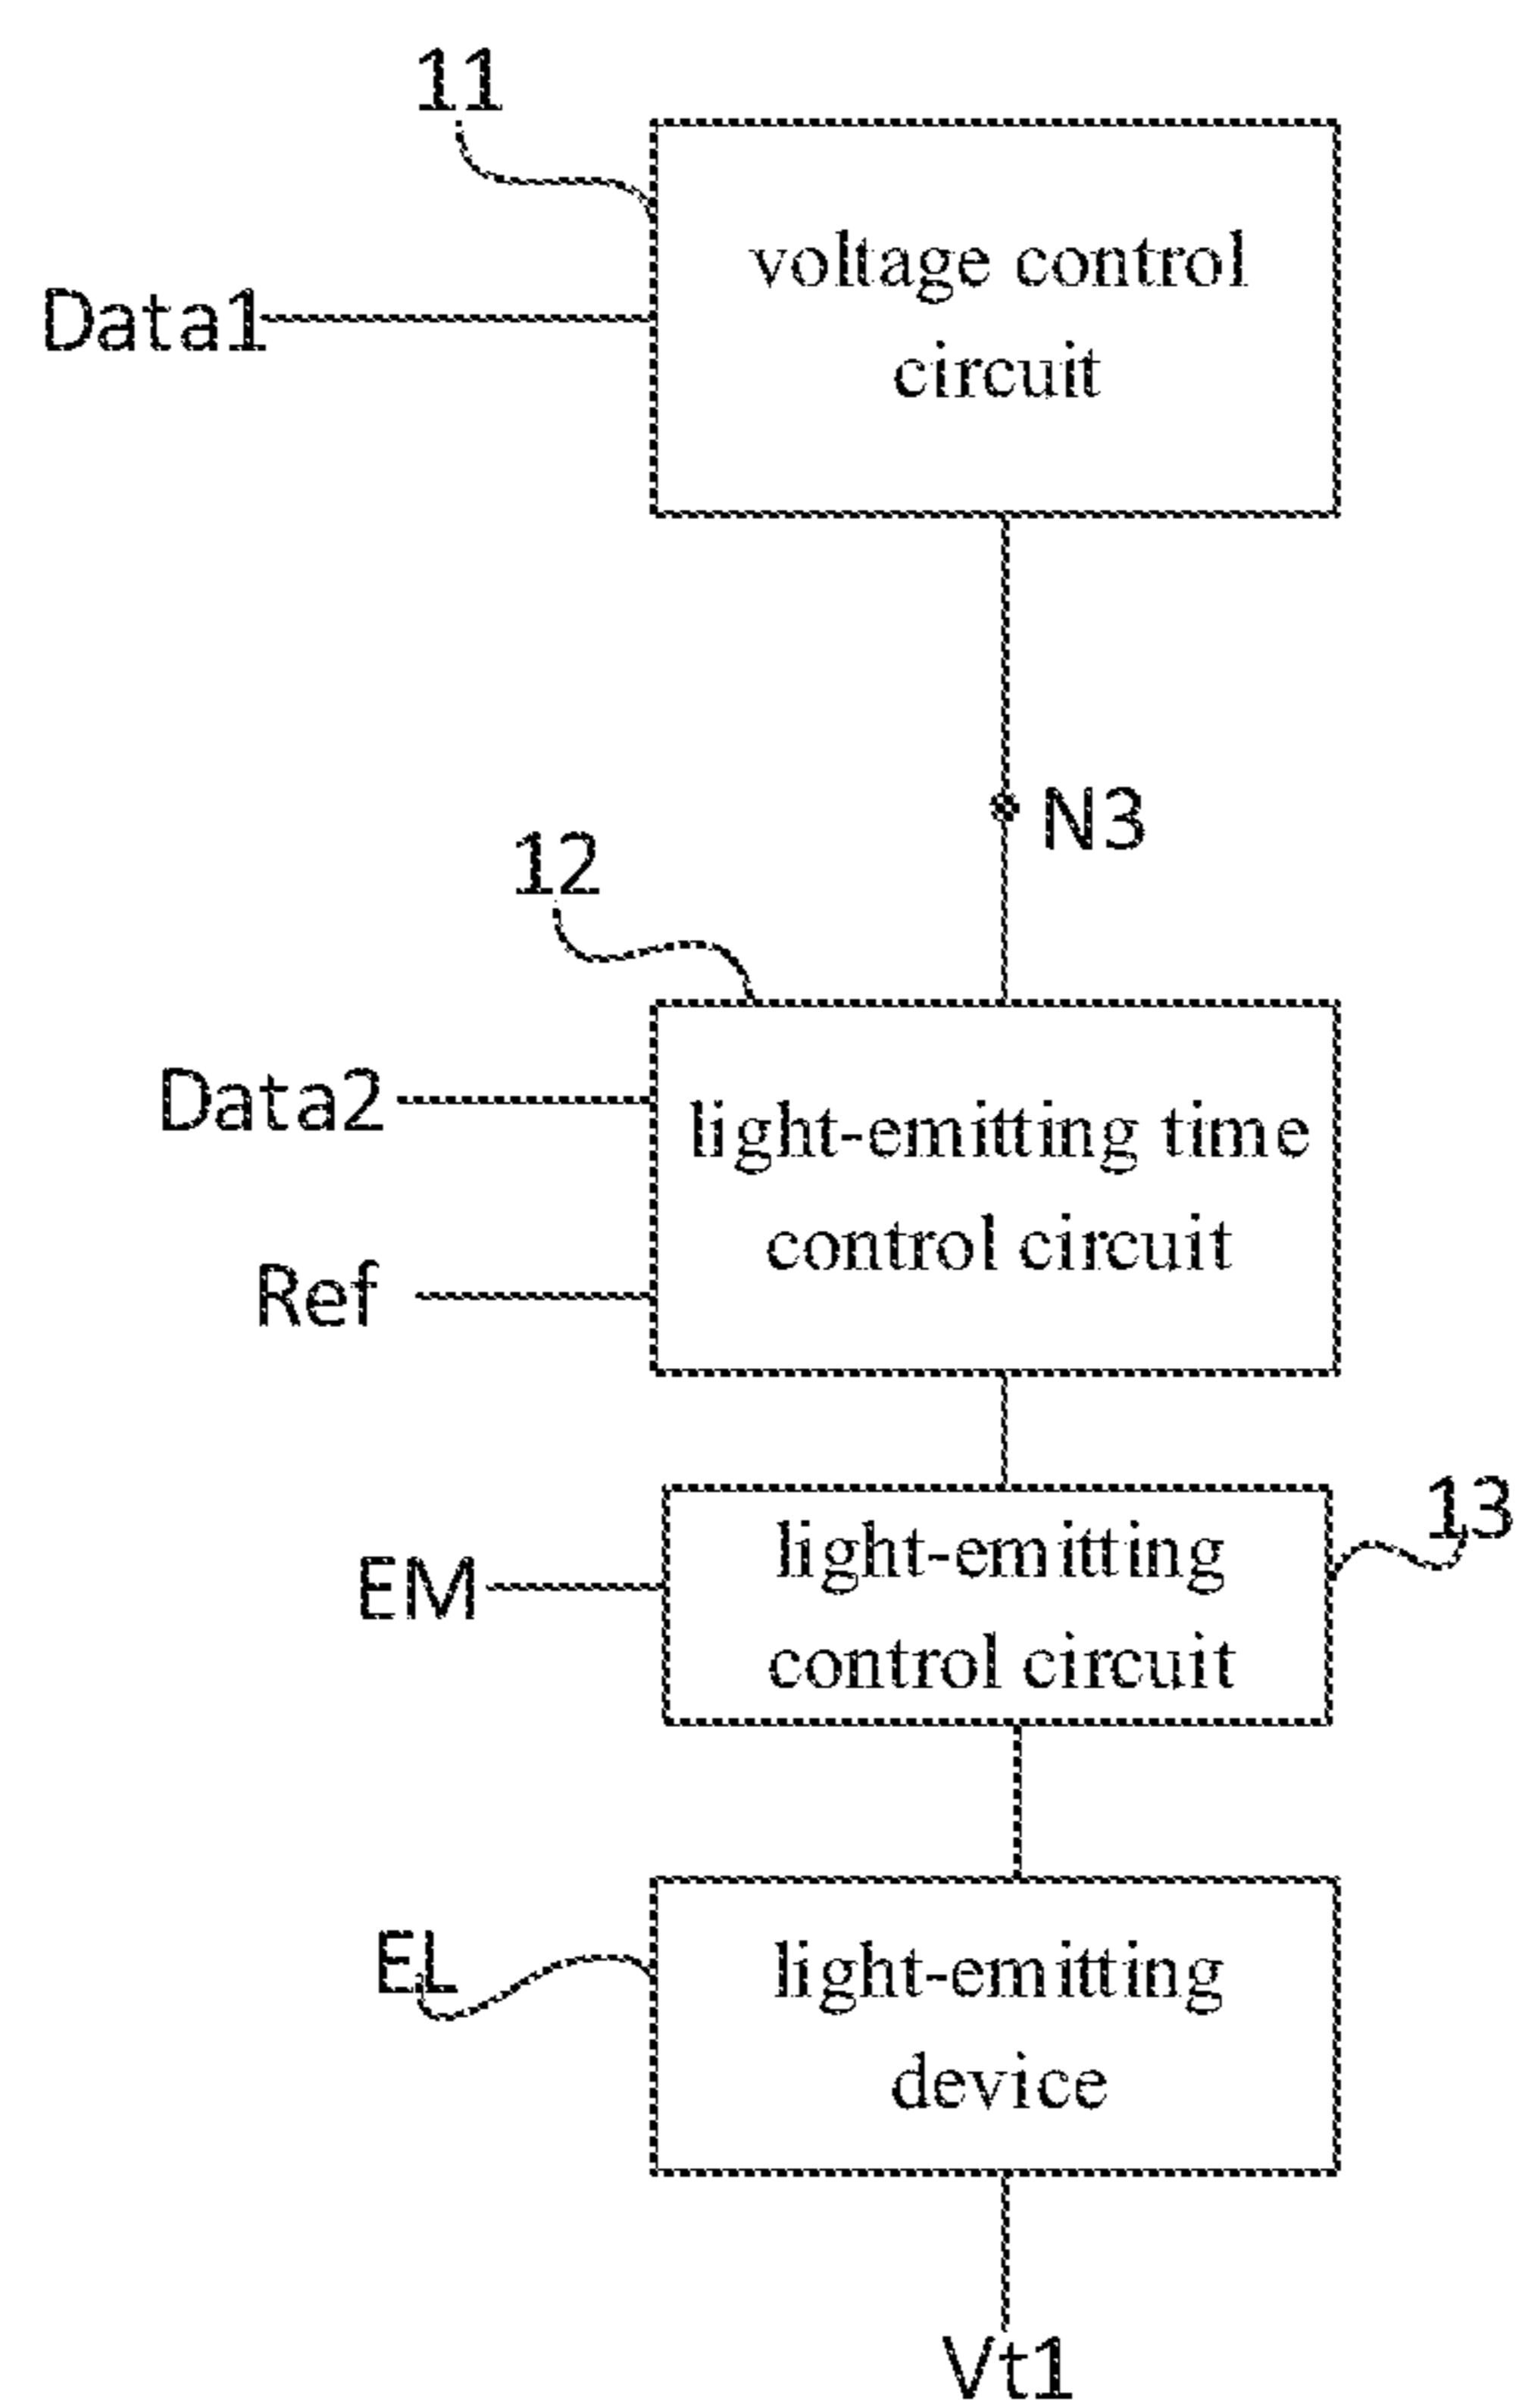 11
voltage control
circuit
Data1
N3
12
Data2
light-emitting time
control circuit
Ref
13
light-emitting
control circuit
EM
EL
light-emitting
device
Vt1